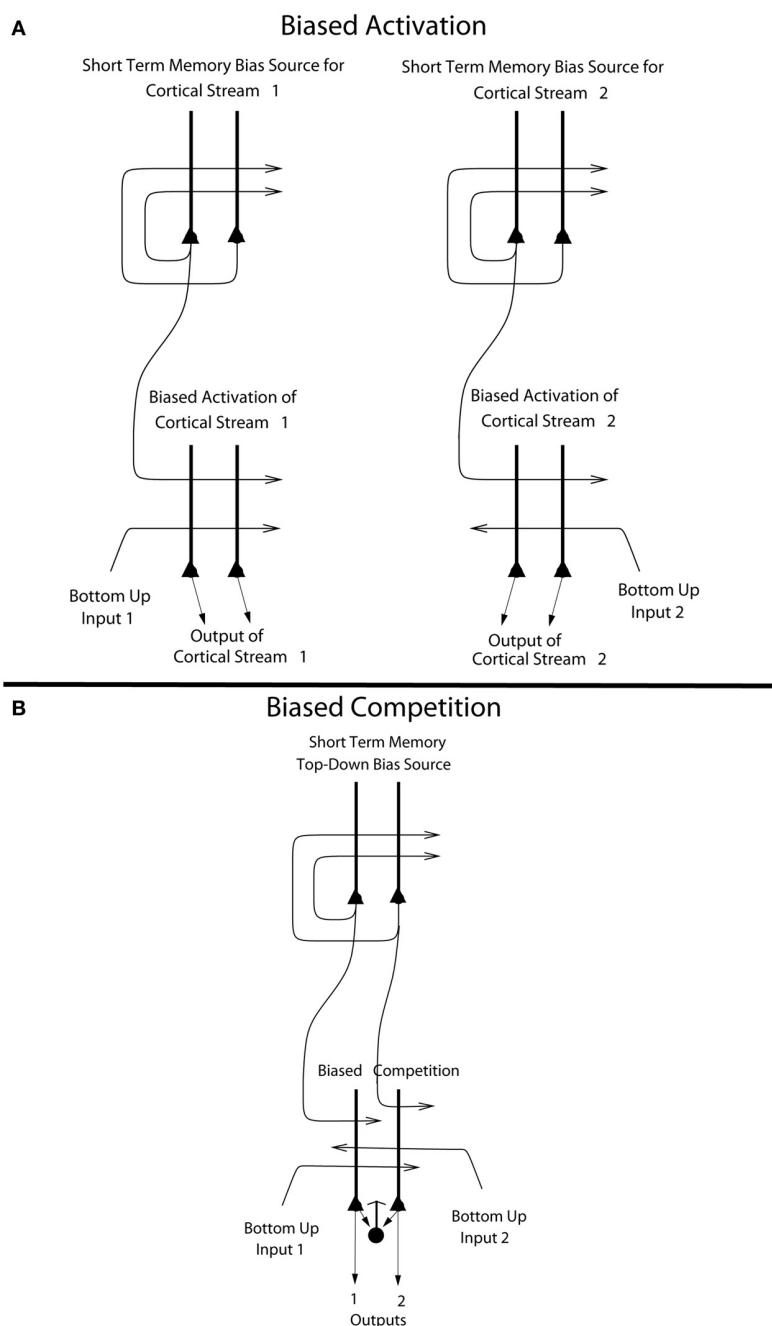 A
Biased Activation
Short Term Memory Bias Source for
Cortical Stream 1
Short Term Memory Bias Source for
Cortical Stream 2
Biased Activation of
Cortical Stream 1
Biased Activation of
Cortical Stream 2
Bottom Up
Input 1
Bottom Up
Input 2
Output of
Cortical Stream 1
Output of
Cortical Stream 2
B
Biased Competition
Short Term Memory
Top-Down Bias Source
Biased Competition
Bottom Up
Input 1
Bottom Up
Input 2
1 2
Outputs